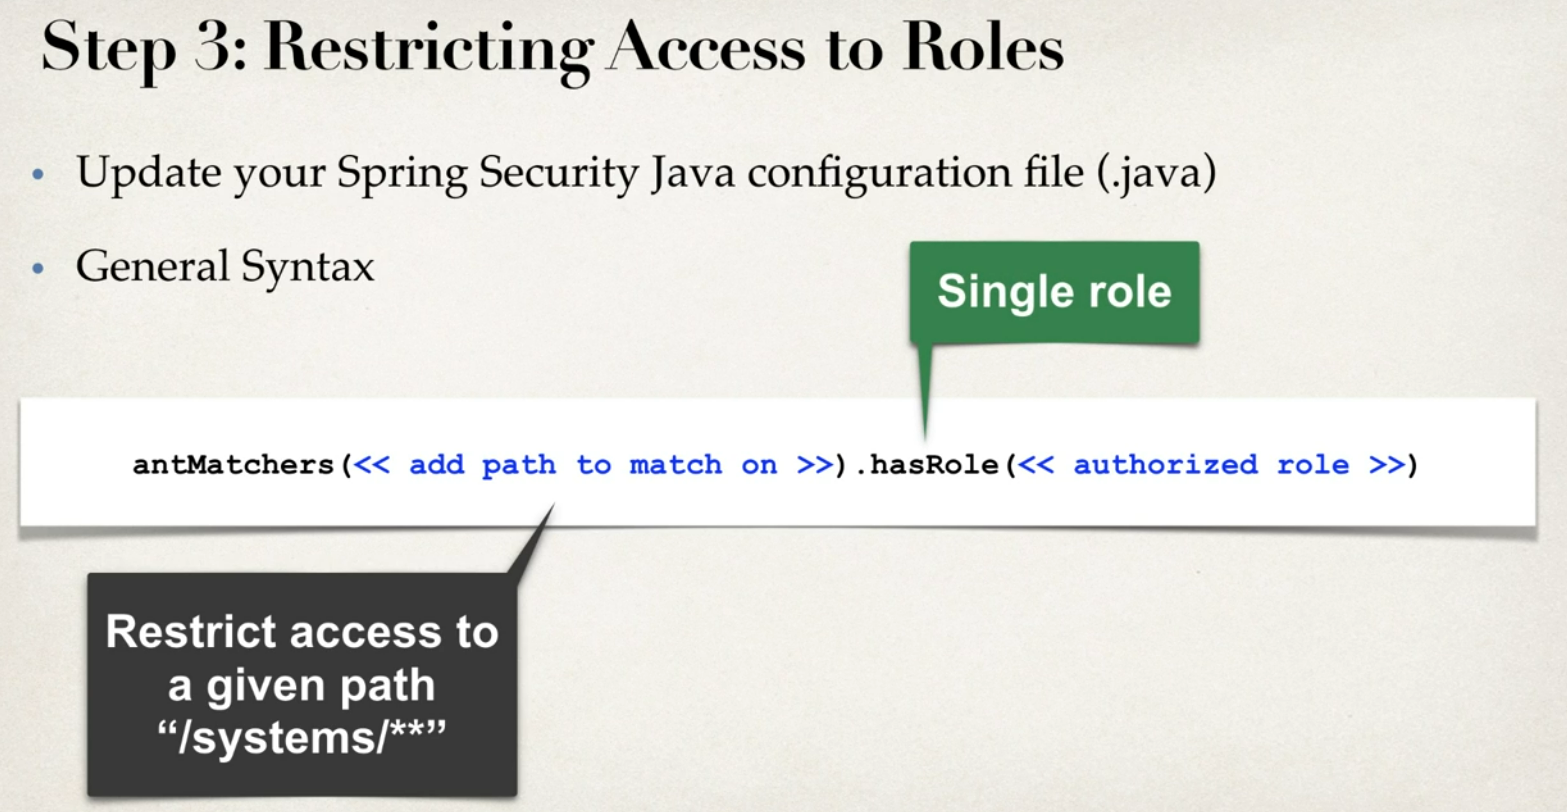 Step 3: Restricting Access to Roles
• Update your Spring Security Java configuration file (.java)
• General Syntax
Single role
antMatchers(<< add path to match on >>).hasRole(<< authorized role >>)
Restrict access to
a given path
“/systems/**”